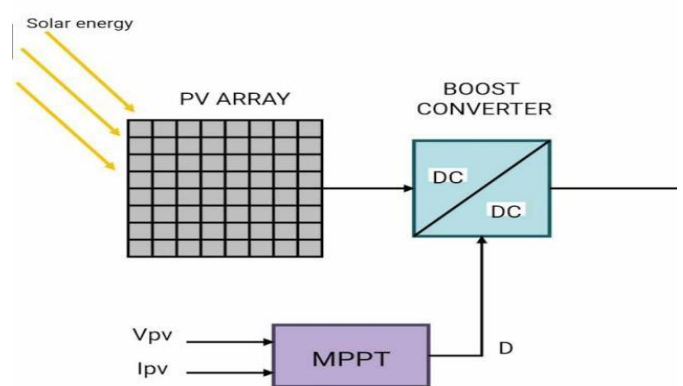 Solar energy
PV ARRAY
BOOST
CONVERTER
DC
DC
Vpv
Ipv
MPPT
D